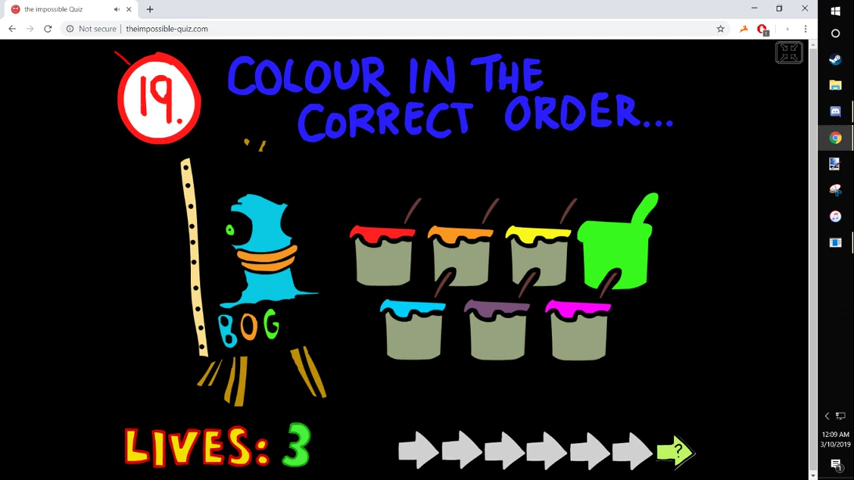 the impossible Quiz
Not secure
theimpossible-quiz.com
19.
COLOUR IN THE
CORRECT ORDER...
BOG
LIVES: 3
?
12:09 AM
3/10/2019